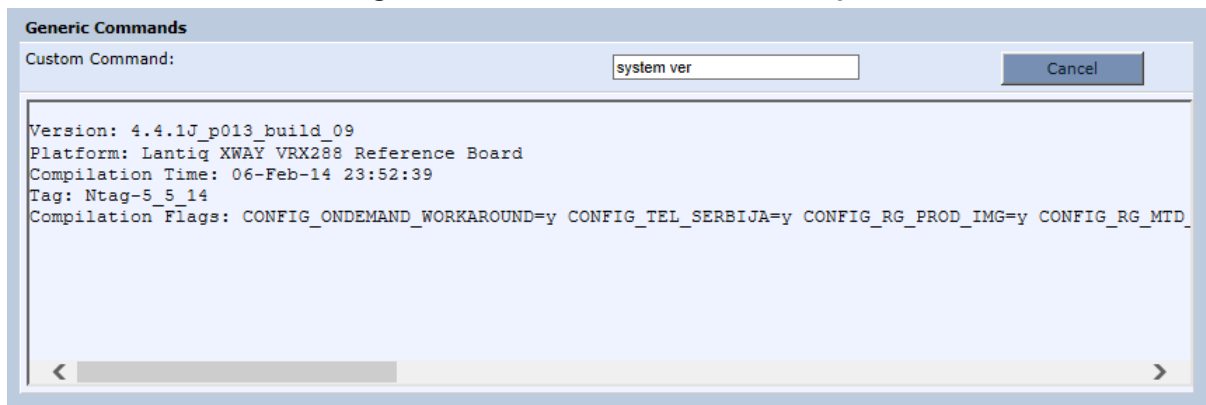 Generic Commands
Custom Command:
system ver
Cancel
Version: 4.4.1J_p013_build_09
Platform: Lantiq XWAY VRX288 Reference Board
Compilation Time: 06-Feb-14 23:52:39
Tag: Ntag-5_5_14
Compilation Flags: CONFIG_ONDEMAND_WORKAROUND=y CONFIG_TEL_SERBIJA=y CONFIG_RG_PROD_IMG=y CONFIG_RG_MTD_